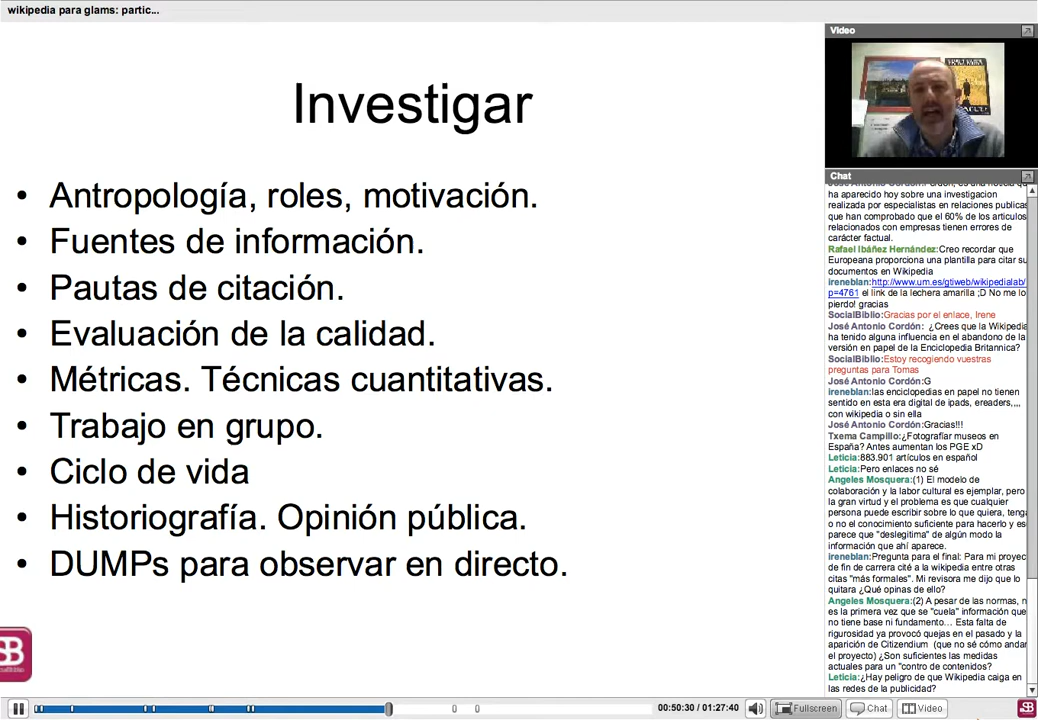 wikipedia para glams: partic...
Investigar
• Antropología, roles, motivación.
• Fuentes de información.
• Pautas de citación.
• Evaluación de la calidad.
• Métricas. Técnicas cuantitativas.
• Trabajo en grupo.
• Ciclo de vida
• Historiografía. Opinión pública.
• DUMPs para observar en directo.
SB
Video
Chat
ha aparecido hoy sobre una investigacion
realizada por especialistas en relaciones publicas
que han comprobado que el 60% de los articulos
relacionados con empresas tienen errores de
carácter factual.
Rafael Ibáñez Hernández:Creo recordar que
Europeana proporciona una plantilla para citar su
documentos en Wikipedia
ireneblan:http://www.um.es/gtiweb/wikipedialab/
p=4761 el link de la lechera amarilla ;D No me lo
pierdo! gracias
SocialBiblio:Gracias por el enlace, Irene
José Antonio Cordón: ¿Crees que la Wikipedia
ha tenido alguna influencia en el abandono de la
versión en papel de la Enciclopedia Britannica?
SocialBiblio:Estoy recogiendo vuestras
preguntas para Tomas
José Antonio Cordón:G
ireneblan:las enciclopedias en papel no tienen
sentido en esta era digital de ipads, ereaders,,,,
con wikipedia o sin ella
José Antonio Cordón:Gracias!!!
Txema Campillo:¿Fotografíar museos en
España? Antes aumentan los PGE xD
Leticia:883.901 artículos en español
Leticia:Pero enlaces no sé
Angeles Mosquera:(1) El modelo de
colaboración y la labor cultural es ejemplar, pero
la gran virtud y el problema es que cualquier
persona puede escribir sobre lo que quiera, teng
o no el conocimiento suficiente para hacerlo y es
parece que "deslegitima" de algún modo la
información que ahí aparece.
ireneblan:Pregunta para el final: Para mi proyec
de fin de carrera cité a la wikipedia entre otras
citas "más formales". Mi revisora me dijo que lo
quitara ¿Qué opinas de ello?
Angeles Mosquera:(2) A pesar de las normas, n
es la primera vez que se "cuela" información que
no tiene base ni fundamento... Esta falta de
rigurosidad ya provocó quejas en el pasado y la
aparición de Citizendium (que no sé cómo andar
el proyecto) ¿Son suficientes las medidas
actuales para un "contro de contenidos?
Leticia:¿Hay peligro de que Wikipedia caiga en
las redes de la publicidad?
00:50:30 / 01:27:40
Fullscreen
Chat
Video
SB